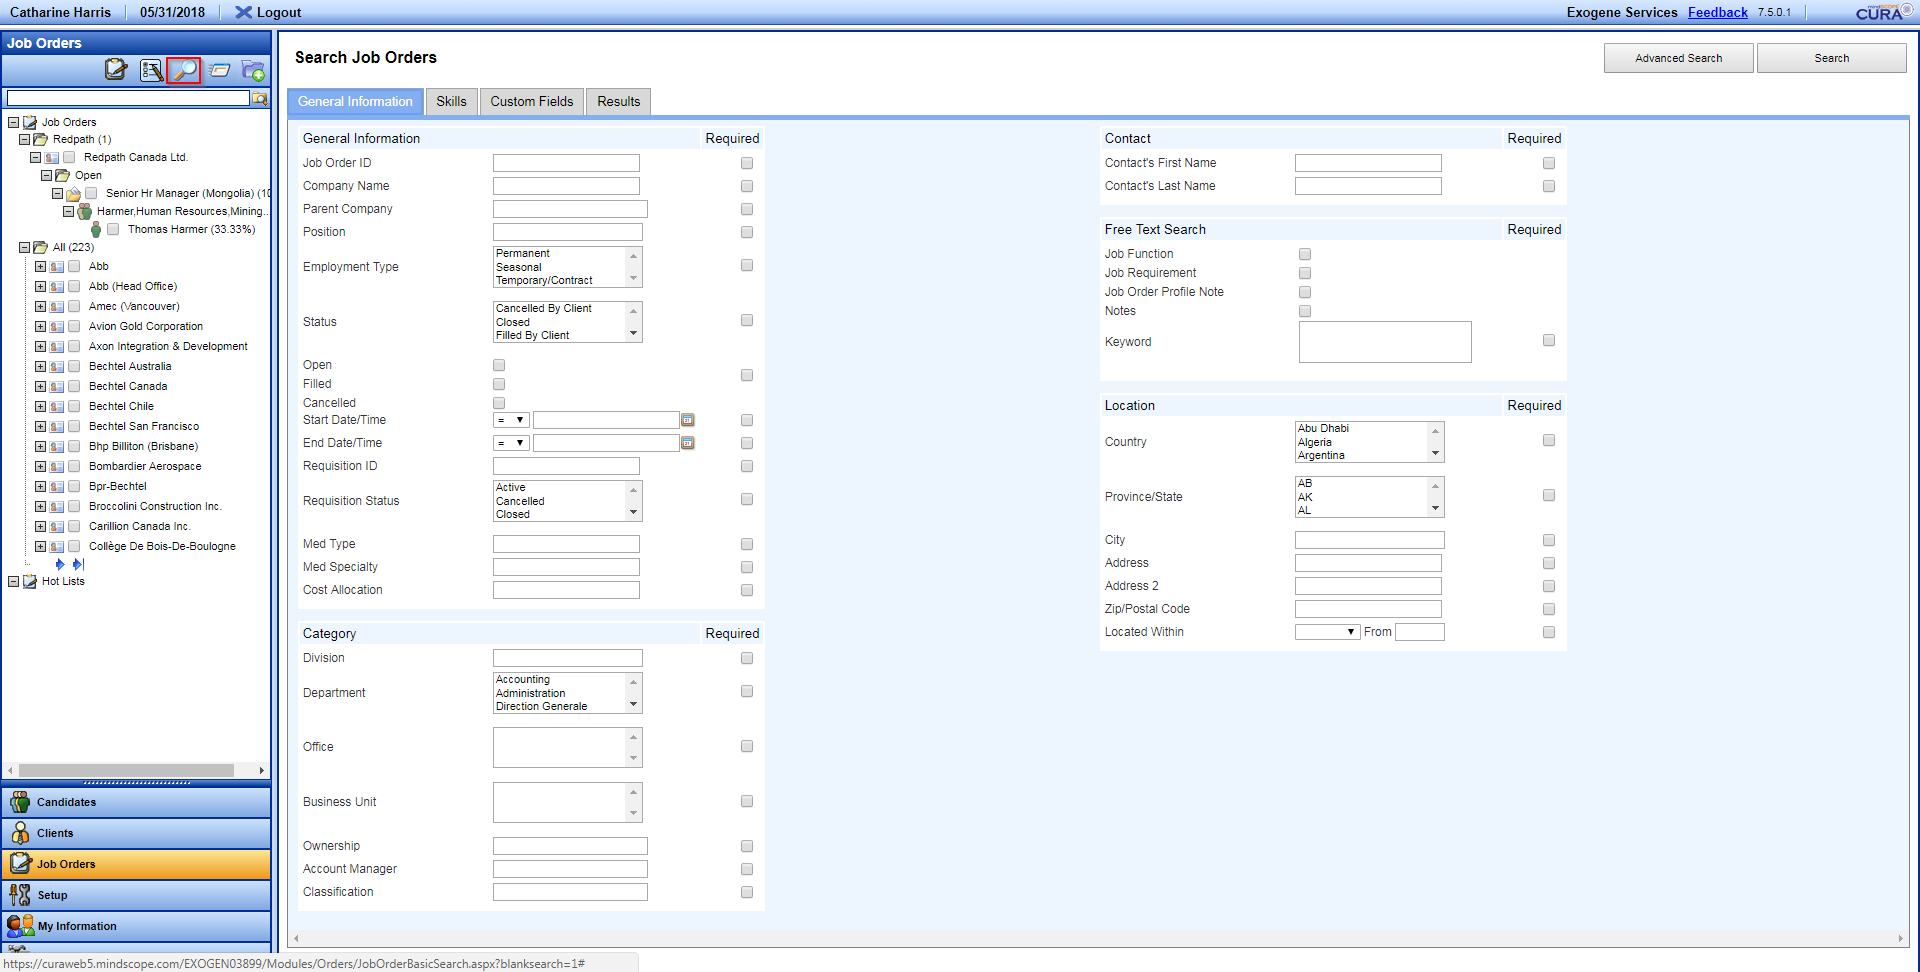 Catharine Harris 05/31/2018 Logout
Exogene Services Feedback 7.5.0.1
mindSCOPE CURA
Job Orders
Job Orders
Redpath (1)
Redpath Canada Ltd.
Open
Senior Hr Manager (Mongolia) (10
Harmer,Human Resources,Mining...
Thomas Harmer (33.33%)
All (223)
Abb
Abb (Head Office)
Amec (Vancouver)
Avion Gold Corporation
Axon Integration & Development
Bechtel Australia
Bechtel Canada
Bechtel Chile
Bechtel San Francisco
Bhp Billiton (Brisbane)
Bombardier Aerospace
Bpr-Bechtel
Broccolini Construction Inc.
Carillion Canada Inc.
Collège De Bois-De-Boulogne
Hot Lists
Candidates
Clients
Job Orders
Setup
My Information
Search Job Orders
Advanced Search Search
General Information Skills Custom Fields Results
General Information Required
Job Order ID
Company Name
Parent Company
Position
Employment Type
Permanent
Seasonal
Temporary/Contract
Status
Cancelled By Client
Closed
Filled By Client
Open
Filled
Cancelled
Start Date/Time =
End Date/Time =
Requisition ID
Requisition Status
Active
Cancelled
Closed
Med Type
Med Specialty
Cost Allocation
Category Required
Division
Department
Accounting
Administration
Direction Generale
Office
Business Unit
Ownership
Account Manager
Classification
Contact Required
Contact's First Name
Contact's Last Name
Free Text Search Required
Job Function
Job Requirement
Job Order Profile Note
Notes
Keyword
Location Required
Country
Abu Dhabi
Algeria
Argentina
Province/State
AB
AK
AL
City
Address
Address 2
Zip/Postal Code
Located Within From
https://curaweb5.mindscope.com/EXOGEN03899/Modules/Orders/JobOrderBasicSearch.aspx?blanksearch=1#